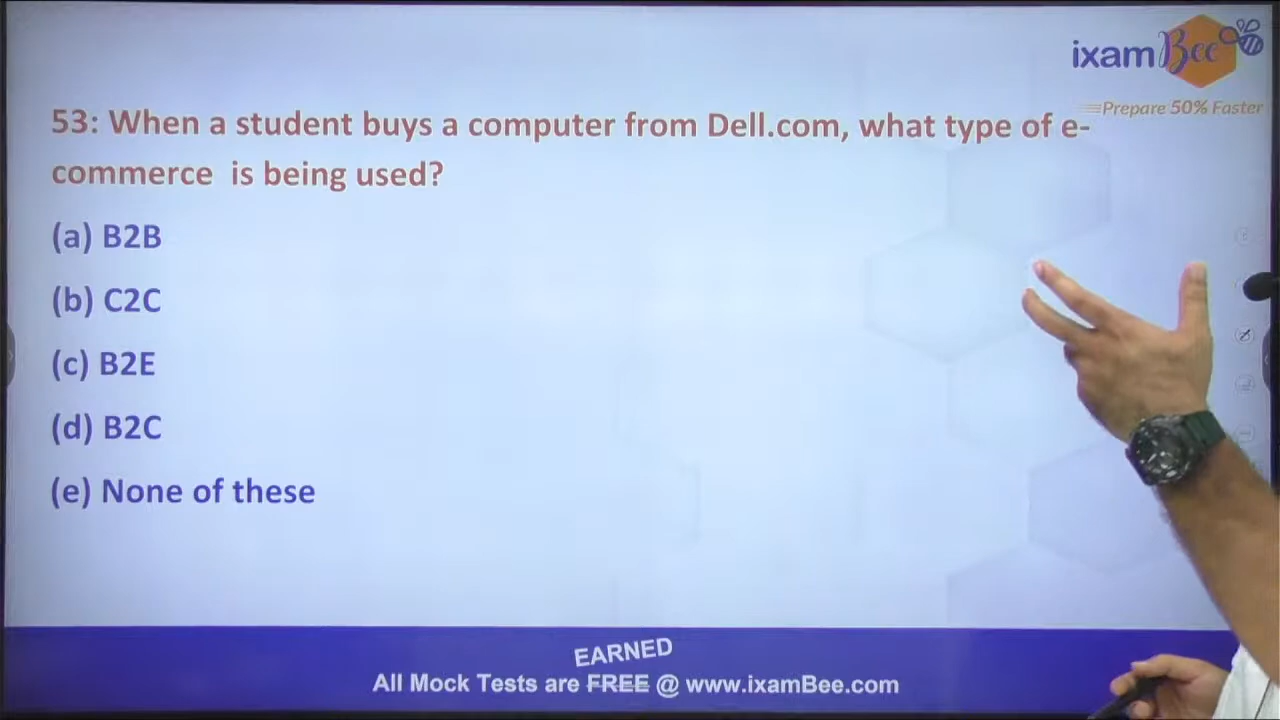 ixamBee
Prepare 50% Faster
53: When a student buys a computer from Dell.com, what type of e-
commerce is being used?
(a) B2B
(b) C2C
(c) B2E
(d) B2C
(e) None of these
EARNED
All Mock Tests are FREE @ www.ixamBee.com